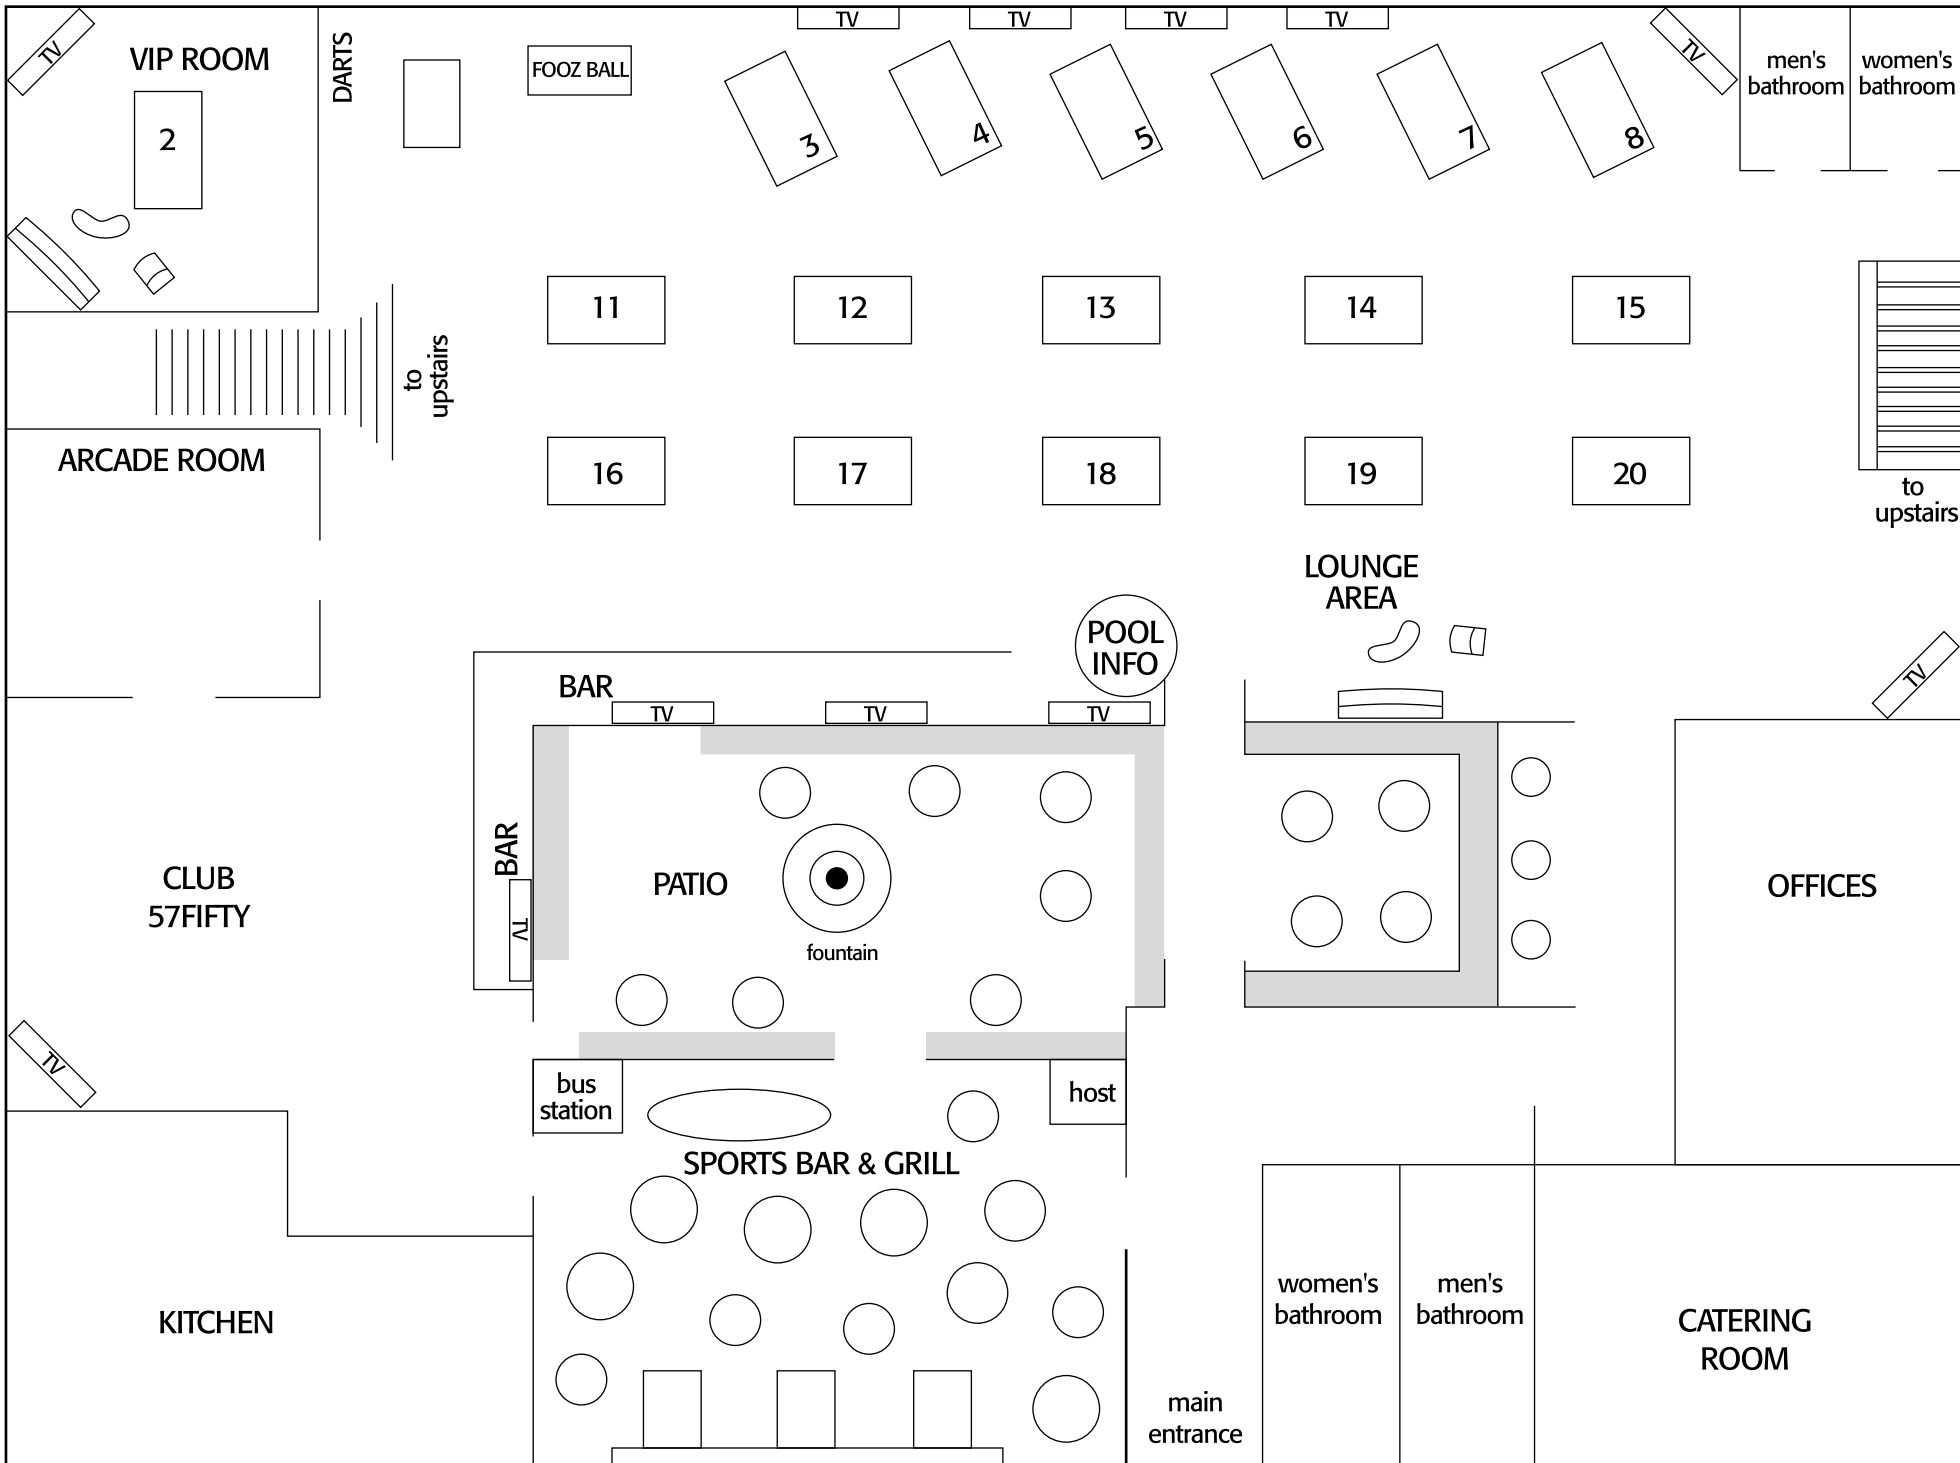 TV
TV
TV
TV
TV
TV
VIP ROOM
DARTS
FOOZ BALL
men's
bathroom
women's
bathroom
2
3
4
5
6
7
8
11
12
13
14
15
to
upstairs
ARCADE ROOM
16
17
18
19
20
to
upstairs
LOUNGE
AREA
POOL
INFO
BAR
TV
TV
TV
TV
BAR
TV
CLUB
57FIFTY
PATIO
fountain
OFFICES
TV
bus
station
host
SPORTS BAR & GRILL
KITCHEN
women's
bathroom
men's
bathroom
CATERING
ROOM
main
entrance